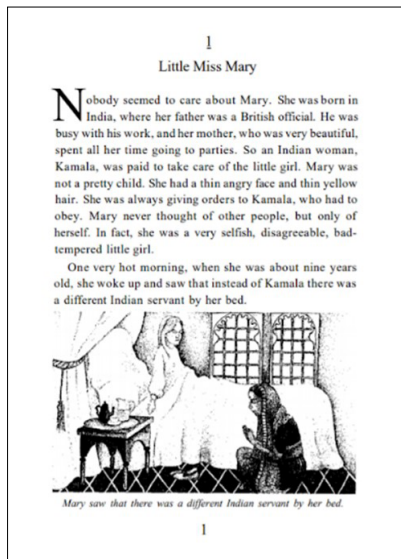 1
Little Miss Mary
Nobody seemed to care about Mary. She was born in
India, where her father was a British official. He was
busy with his work, and her mother, who was very beautiful,
spent all her time going to parties. So an Indian woman,
Kamala, was paid to take care of the little girl. Mary was
not a pretty child. She had a thin angry face and thin yellow
hair. She was always giving orders to Kamala, who had to
obey. Mary never thought of other people, but only of
herself. In fact, she was a very selfish, disagreeable, bad-
tempered little girl.
One very hot morning, when she was about nine years
old, she woke up and saw that instead of Kamala there was
a different Indian servant by her bed.
Mary saw that there was a different Indian servant by her bed.
1